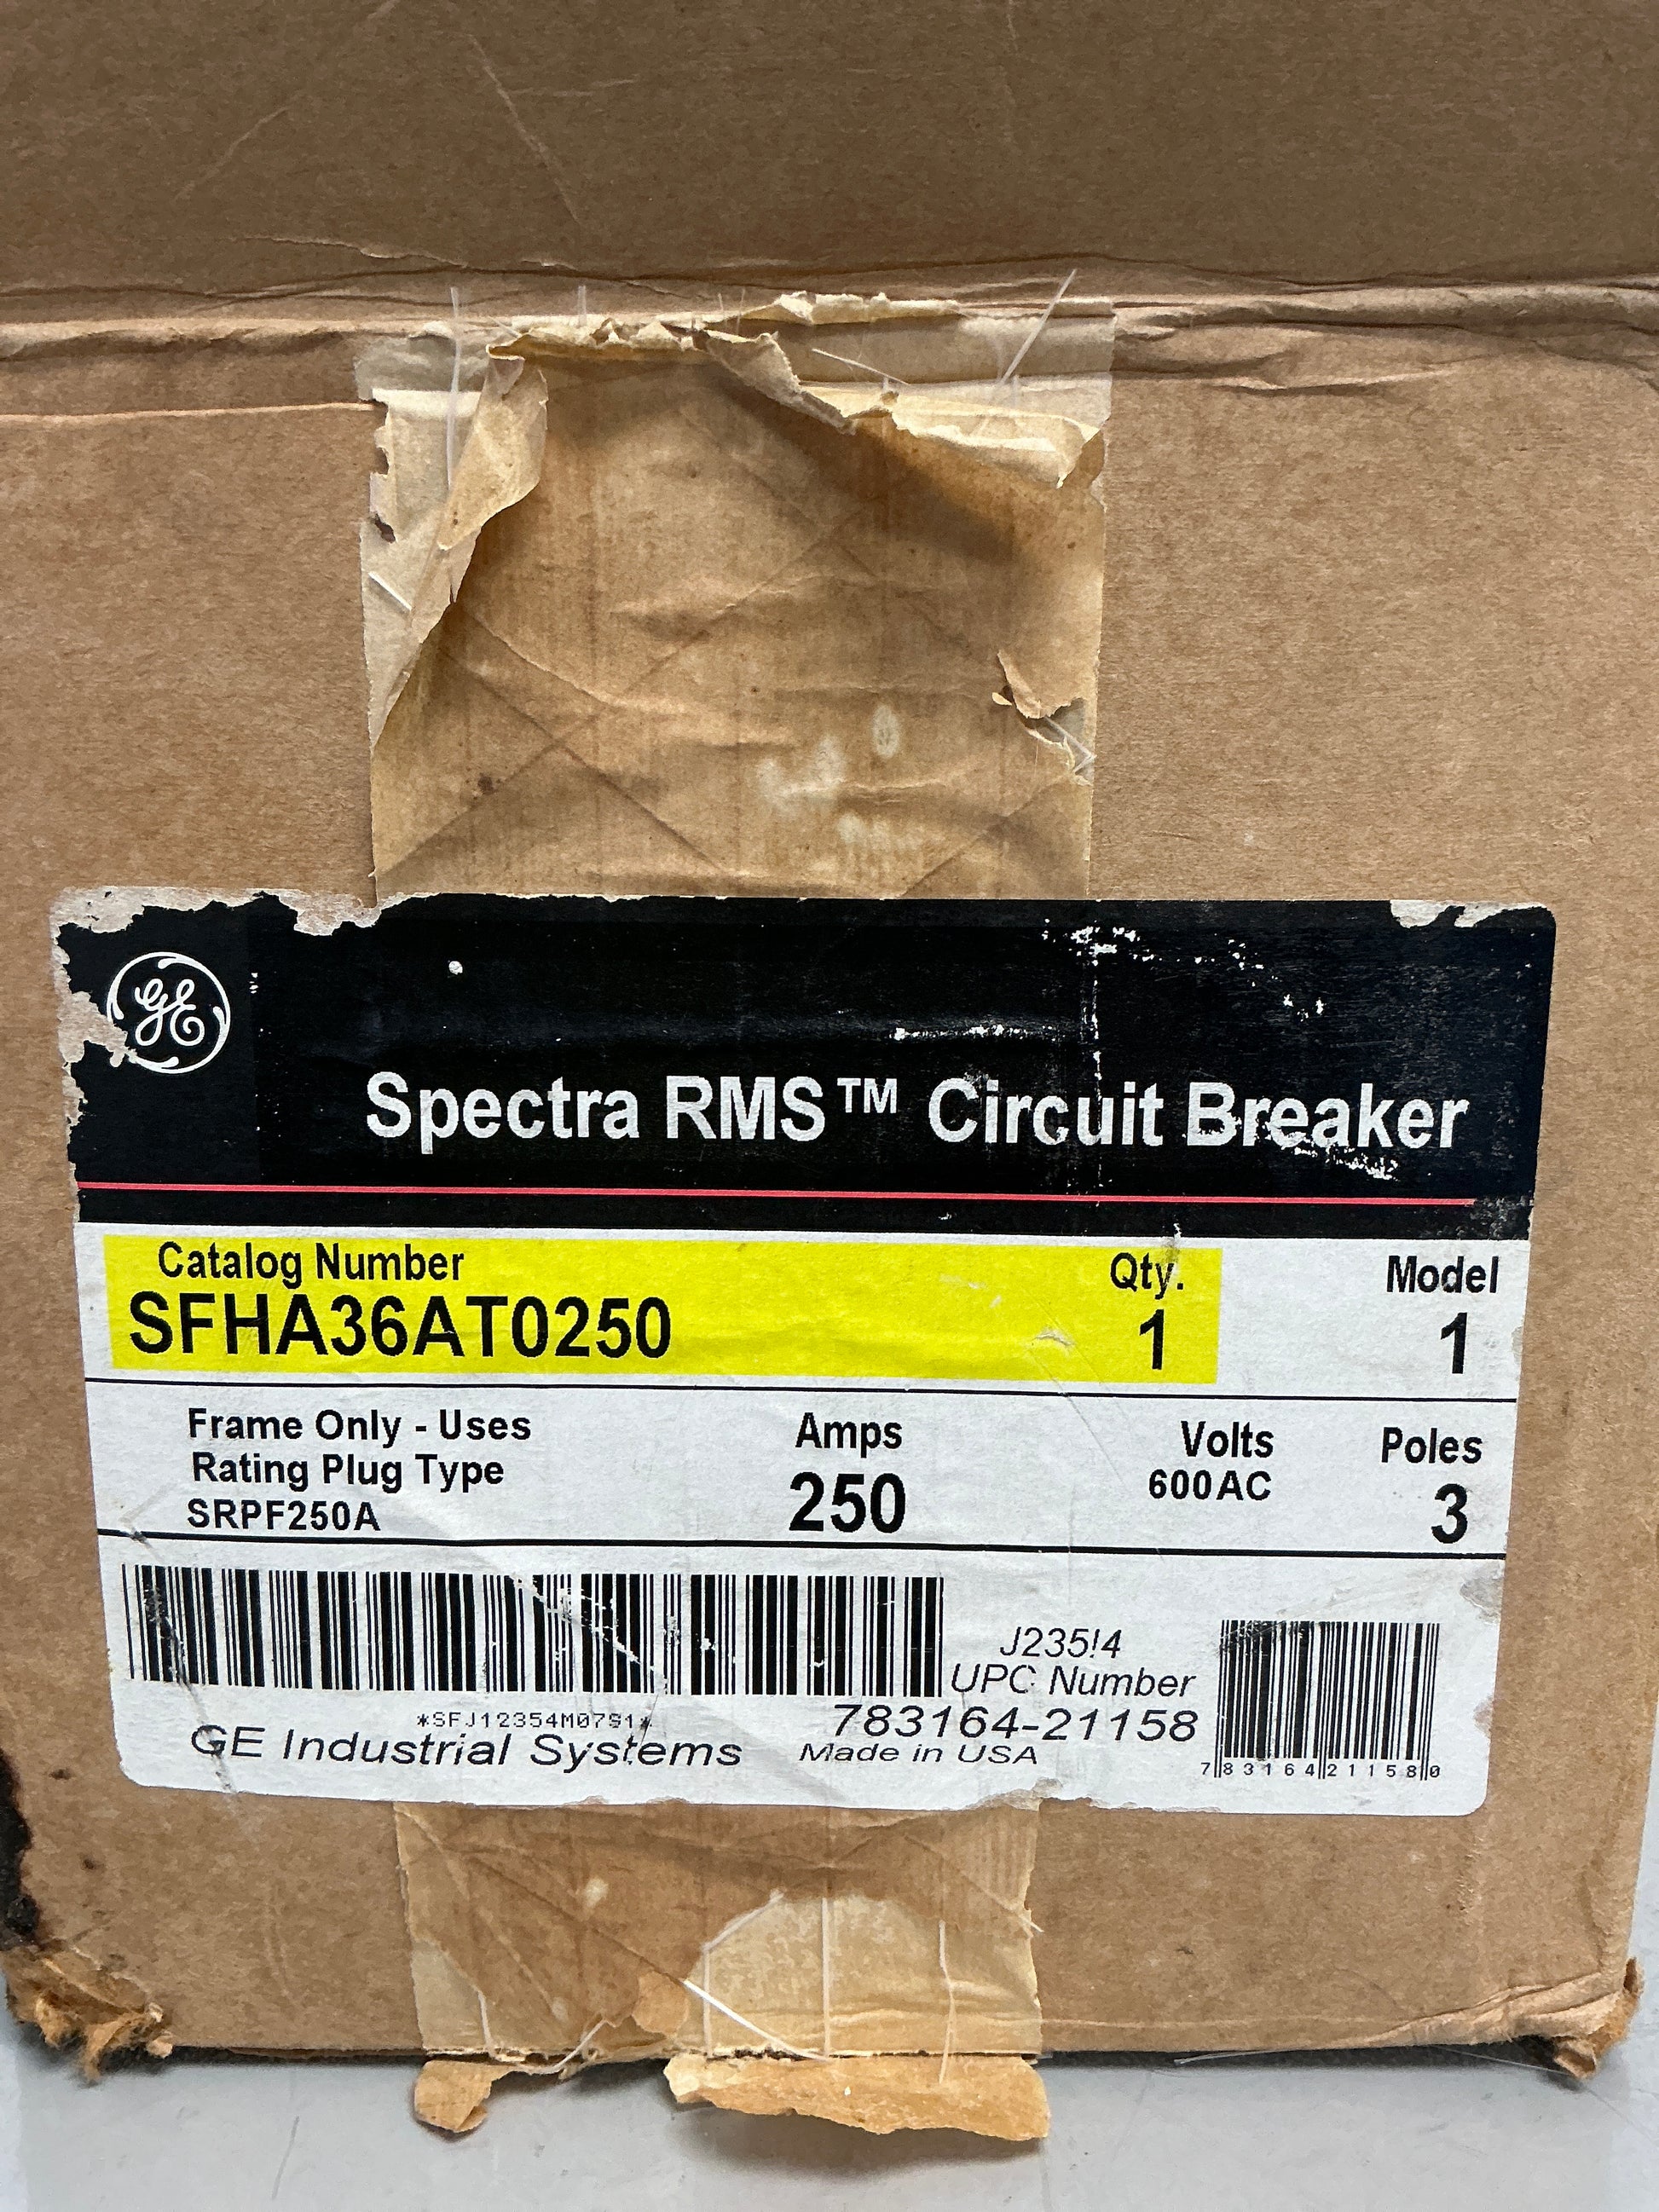 GE
Spectra RMS™ Circuit Breaker
Catalog Number Qty. Model
SFHA36AT0250 1 1
Frame Only - Uses Amps Volts Poles
Rating Plug Type 600AC
SRPF250A 250 3
J235!4
UPC Number
*SFJ12354M07S1* 783164-21158
GE Industrial Systems Made in USA
7 83164 21158 0